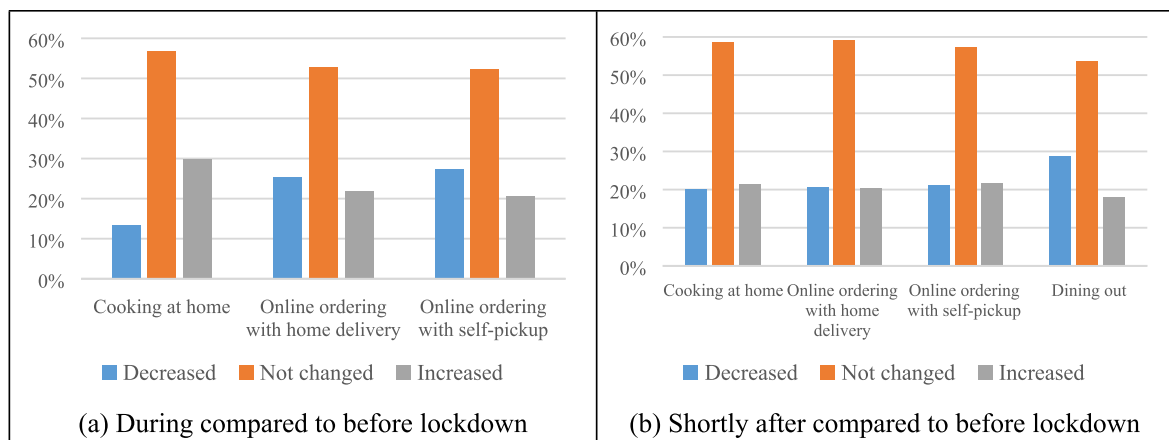 60%
50%
40%
30%
20%
10%
0%
Cooking at home
Online ordering
with home delivery
Online ordering
with self-pickup
Decreased Not changed Increased
(a) During compared to before lockdown
60%
50%
40%
30%
20%
10%
0%
Cooking at home
Online ordering
with home
delivery
Online ordering
with self-pickup
Dining out
Decreased Not changed Increased
(b) Shortly after compared to before lockdown